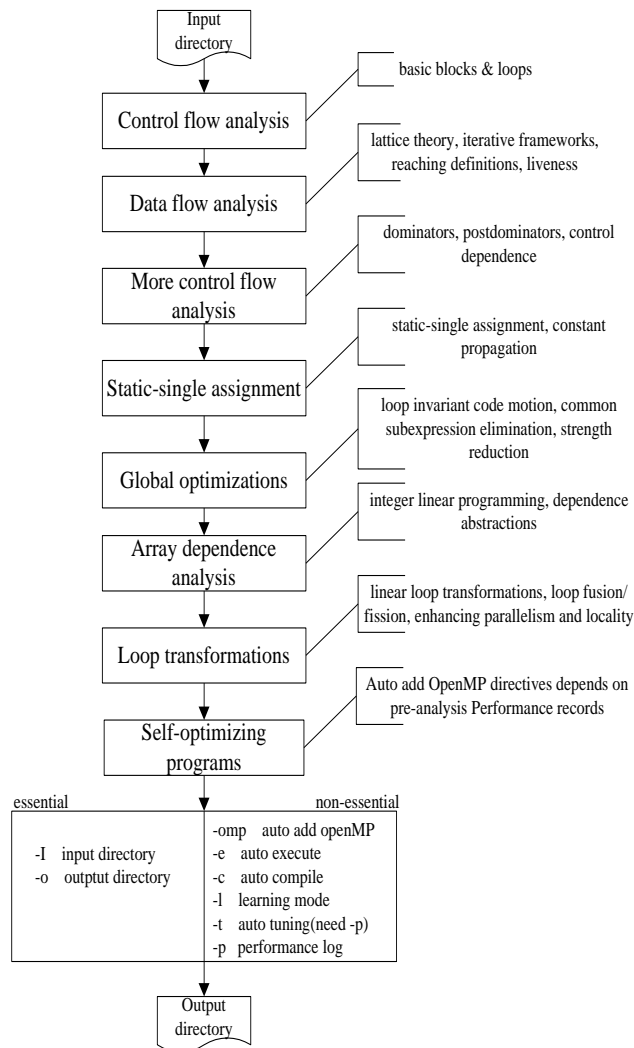 Input
directory
basic blocks & loops
Control flow analysis
lattice theory, iterative frameworks,
reaching definitions, liveness
Data flow analysis
dominators, postdominators, control
dependence
More control flow
analysis
static-single assignment, constant
propagation
Static-single assignment
loop invariant code motion, common
subexpression elimination, strength
reduction
Global optimizations
integer linear programming, dependence
abstractions
Array dependence
analysis
linear loop transformations, loop fusion/
fission, enhancing parallelism and locality
Loop transformations
Auto add OpenMP directives depends on
pre-analysis Performance records
Self-optimizing
programs
essential
non-essential
-I input directory
-o outptut directory
-omp auto add openMP
-e auto execute
-c auto compile
-l learning mode
-t auto tuning(need -p)
-p performance log
Output
directory